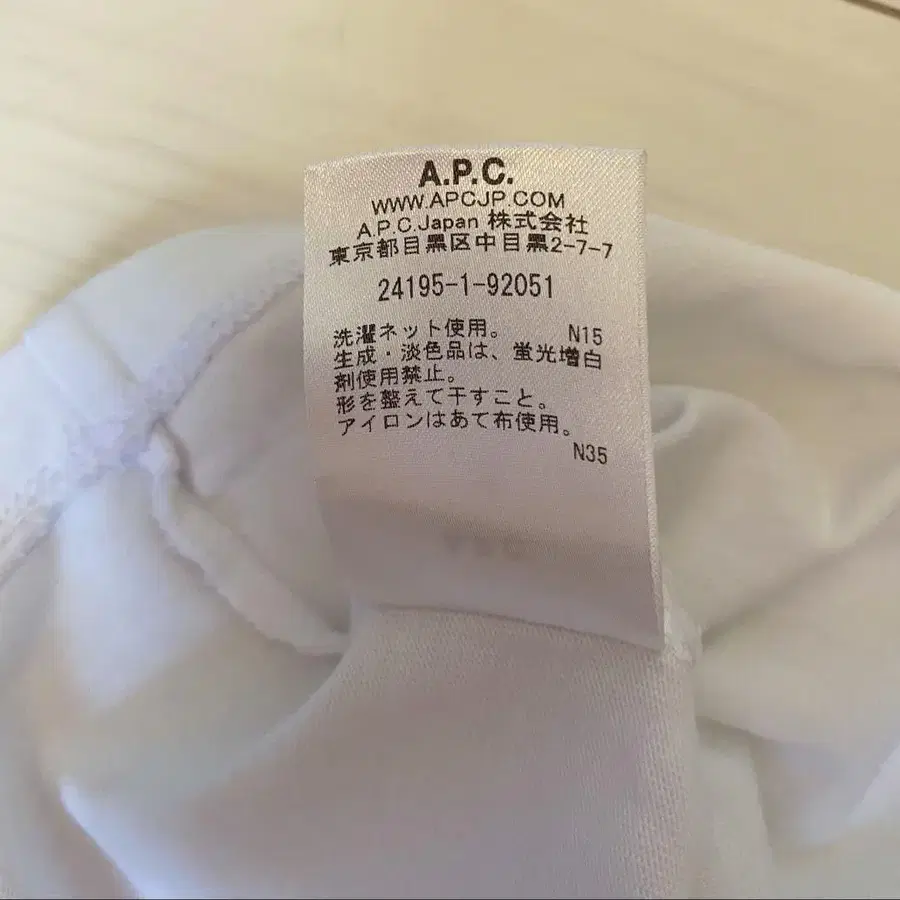 A.P.C.
WWW.APCJP.COM
A.P.C.Japan 株式会社
東京都目黒区中目黒2-7-7
24195-1-92051
洗濯ネット使用。 N15
生成・淡色品は、蛍光増白
剤使用禁止。
形を整えて干すこと。
アイロンはあて布使用。
N35